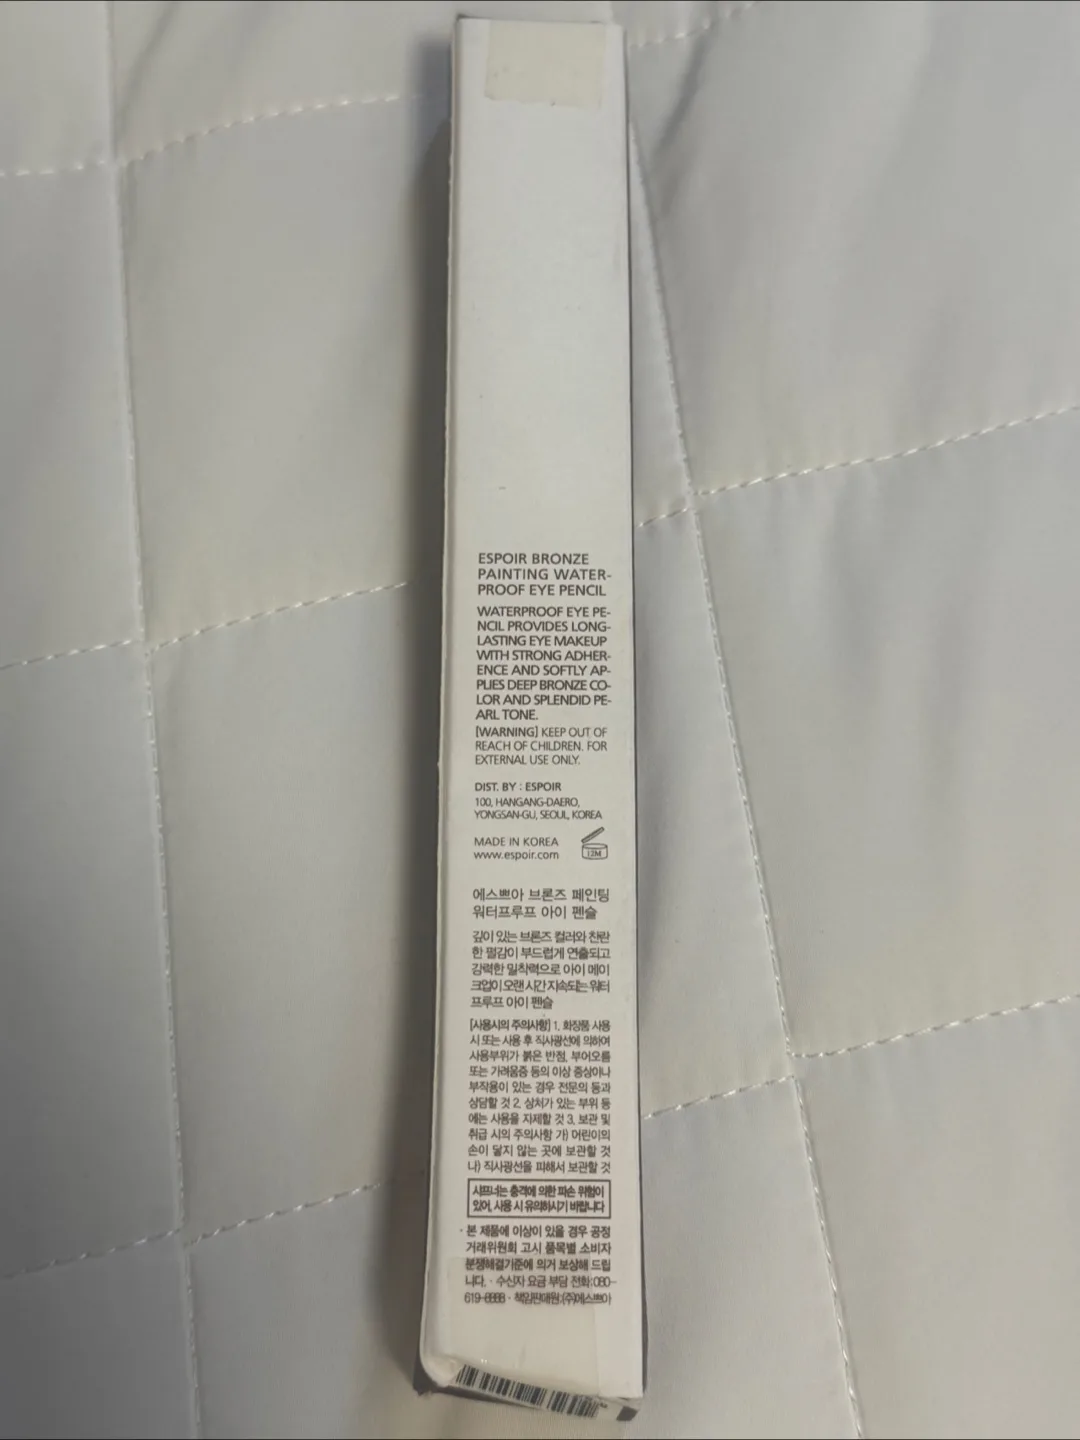 ESPOIR BRONZE
PAINTING WATER-
PROOF EYE PENCIL
WATERPROOF EYE PE-
NCIL PROVIDES LONG-
LASTING EYE MAKEUP
WITH STRONG ADHER-
ENCE AND SOFTLY AP-
PLIES DEEP BRONZE CO-
LOR AND SPLENDID PE-
ARL TONE.
[WARNING] KEEP OUT OF
REACH OF CHILDREN. FOR
EXTERNAL USE ONLY.
DIST. BY : ESPOIR
100, HANGANG-DAERO,
YONGSAN-GU, SEOUL, KOREA
MADE IN KOREA
www.espoir.com
12M
에스쁘아 브론즈 페인팅
워터프루프 아이 펜슬
깊이 있는 브론즈 컬러와 찬란
한 펄감이 부드럽게 연출되고
강력한 밀착력으로 아이 메이
크업이 오랜 시간 지속되는 워터
프루프 아이 펜슬
[사용시의 주의사항] 1. 화장품 사용
시 또는 사용 후 직사광선에 의하여
사용부위가 붉은 반점, 부어오름
또는 가려움증 등의 이상 증상이나
부작용이 있는 경우 전문의 등과
상담할 것 2. 상처가 있는 부위 등
에는 사용을 자제할 것 3. 보관 및
취급 시의 주의사항 가) 어린이의
손이 닿지 않는 곳에 보관할 것
나) 직사광선을 피해서 보관할 것
샤프너는 충격에 의한 파손 위험이
있어, 사용 시 유의하시기 바랍니다
· 본 제품에 이상이 있을 경우 공정
거래위원회 고시 품목별 소비자
분쟁해결기준에 의거 보상해 드립
니다. · 수신자 요금 부담 전화:080-
619-8888 · 책임판매원:(주)에스쁘아